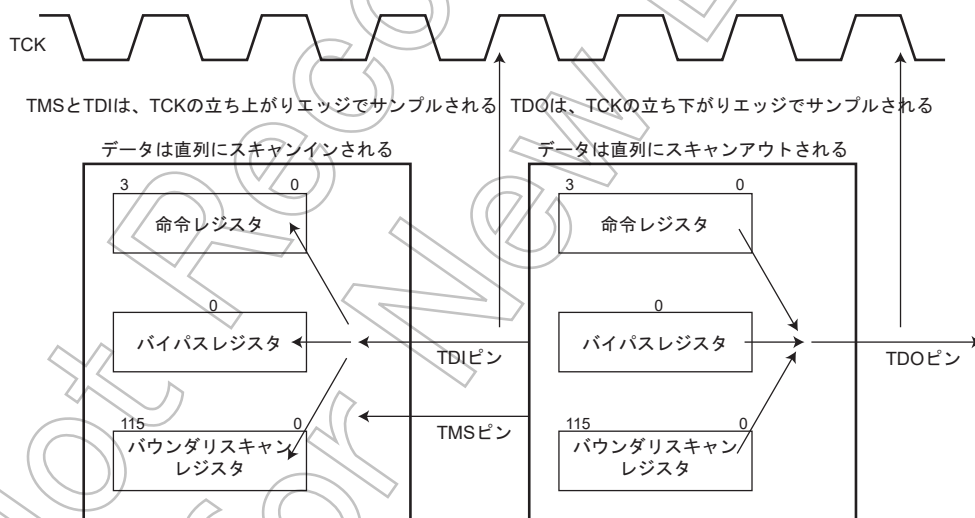 TCK
TMSとTDIは、TCKの立ち上がりエッジでサンプルされる
TDOは、TCKの立ち下がりエッジでサンプルされる
データは直列にスキャンインされる
データは直列にスキャンアウトされる
3 0
命令レジスタ
3 0
命令レジスタ
0
バイパスレジスタ
TDIピン
0
バイパスレジスタ
TDOピン
TMSピン
115 0
バウンダリスキャン
レジスタ
115 0
バウンダリスキャン
レジスタ
Not Reco
for New